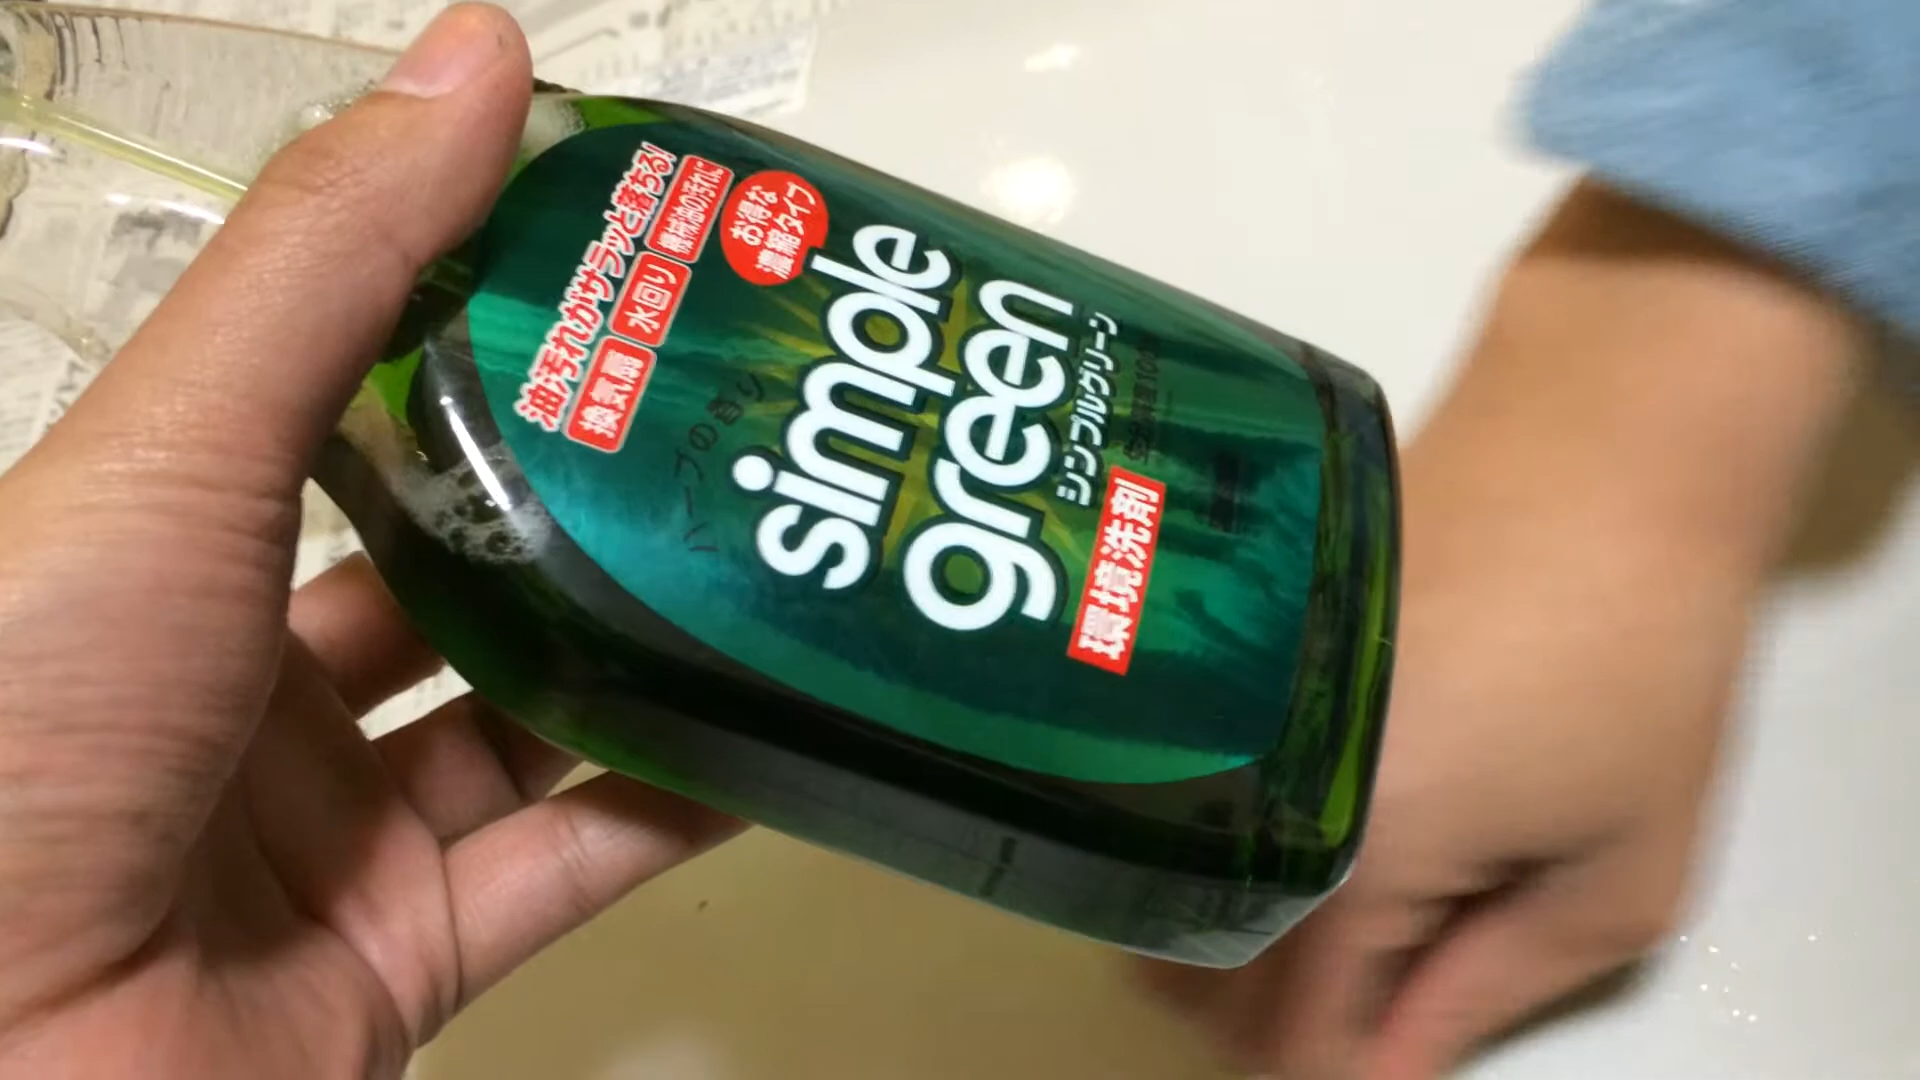 油汚れがサラッと落ちる!
換気扇
水回り
機械油の汚れに
お得な
濃縮タイプ
ハーブの香り
simple
green
シンプルグリーン
環境洗剤